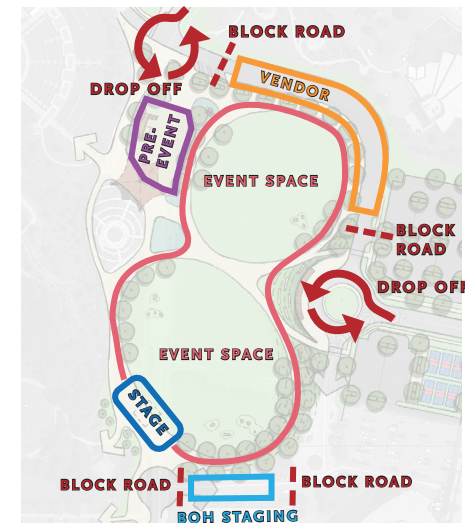 BLOCK ROAD
DROP OFF
VENDOR
PRE-
EVENT
EVENT SPACE
BLOCK
ROAD
DROP OFF
EVENT SPACE
STAGE
BLOCK ROAD
BLOCK ROAD
BOH STAGING